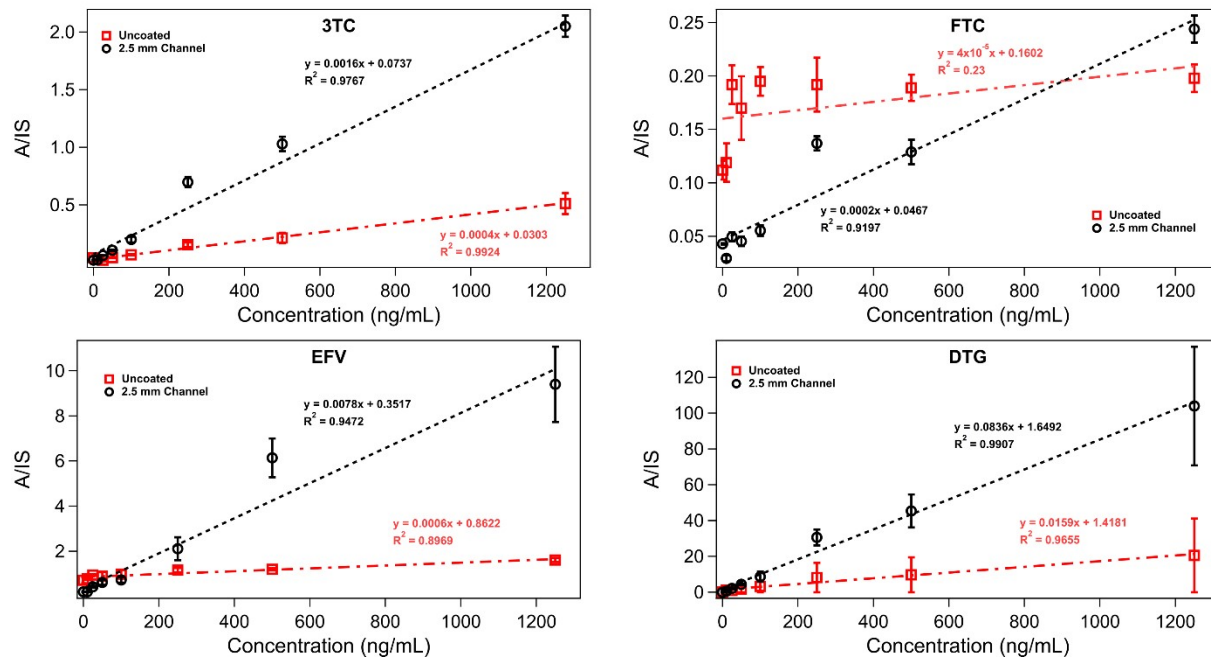 3TC
Uncoated
2.5 mm Channel
y = 0.0016x + 0.0737
R² = 0.9767
y = 0.0004x + 0.0303
R² = 0.9924
2.0
1.5
1.0
0.5
A/IS
0 200 400 600 800 1000 1200
Concentration (ng/mL)
FTC
y = 4x10⁻⁵x + 0.1602
R² = 0.23
y = 0.0002x + 0.0467
R² = 0.9197
Uncoated
2.5 mm Channel
0.25
0.20
0.15
0.10
0.05
A/IS
0 200 400 600 800 1000 1200
Concentration (ng/mL)
EFV
Uncoated
2.5 mm Channel
y = 0.0078x + 0.3517
R² = 0.9472
y = 0.0006x + 0.8622
R² = 0.8969
10
8
6
4
2
A/IS
0 200 400 600 800 1000 1200
Concentration (ng/mL)
DTG
Uncoated
2.5 mm Channel
y = 0.0836x + 1.6492
R² = 0.9907
y = 0.0159x + 1.4181
R² = 0.9655
120
100
80
60
40
20
0
A/IS
0 200 400 600 800 1000 1200
Concentration (ng/mL)